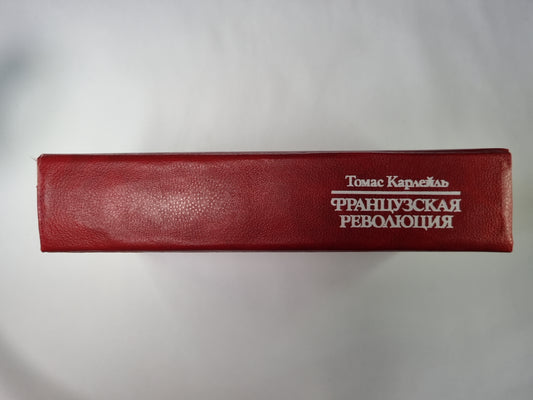 Томас Карлейль
ФРАНЦУЗСКАЯ
РЕВОЛЮЦИЯ